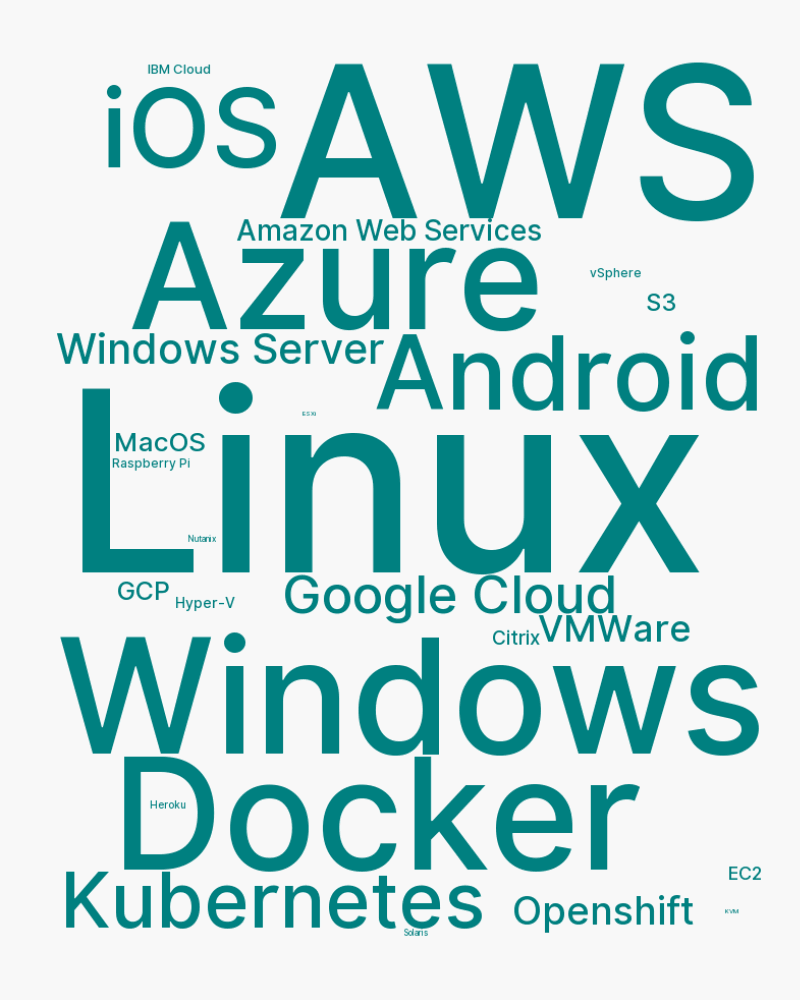 IBM Cloud
iOS AWS
Amazon Web Services
Azure
vSphere
S3
Windows Server
Android
Linux
ESXi
MacOS
Raspberry Pi
Nutanix
GCP
Hyper-V
Google Cloud
Citrix
VMWare
Windows
Docker
Heroku
EC2
Kubernetes
Openshift
KVM
Solaris